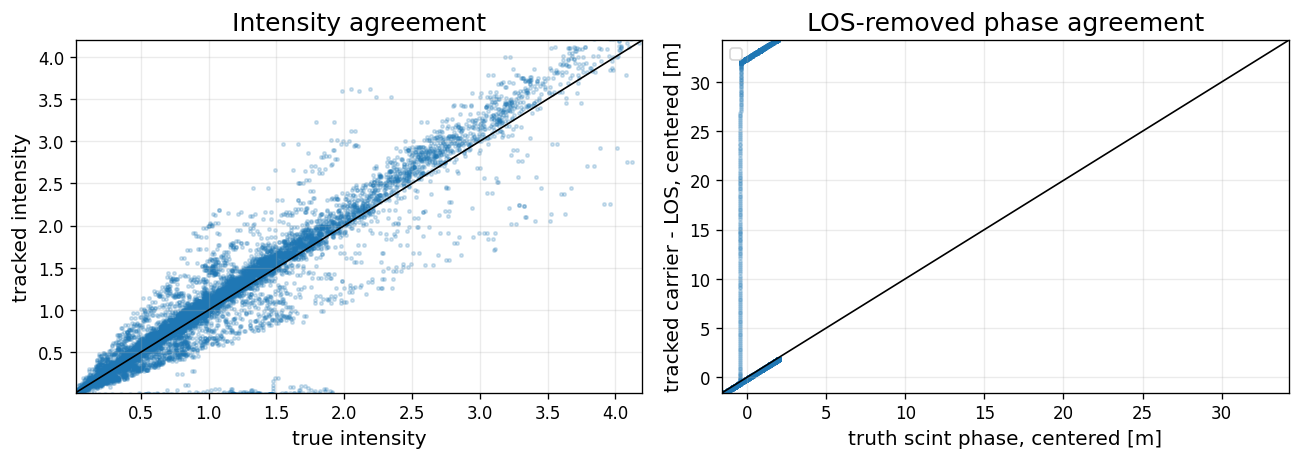 Intensity agreement
tracked intensity
4.0
3.5
3.0
2.5
2.0
1.5
1.0
0.5
0.5 1.0 1.5 2.0 2.5 3.0 3.5 4.0
true intensity
LOS-removed phase agreement
tracked carrier - LOS, centered [m]
30
25
20
15
10
5
0
0 5 10 15 20 25 30
truth scint phase, centered [m]